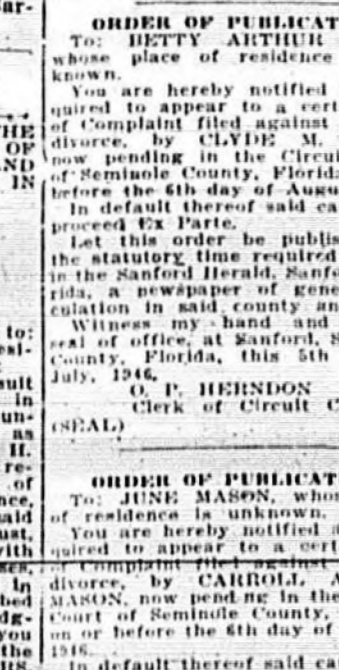 ar-
THE
OF
AND
IN
to:
esi-
suit
in
un-
as
H.
re-
of
nce,
said
ust,
with
ses,
in
bed
dg-
you
the
ORDER OF PUBLICAT
To: BETTY ARTHUR
whose place of residence
known.
You are hereby notified
quired to appear to a cert
of Complaint filed against
divorce, by CLYDE M.
now pending in the Circui
of Seminole County, Florida
before the 6th day of Augu
In default thereof said ca
proceed Ex Parte.
Let this order be publis
the statutory time required
in the Sanford Herald, Sanfo
rida, a newspaper of gene
culation in said county an
Witness my hand and
seal of office, at Sanford, S
County, Florida, this 5th
July, 1946.
O. P. HERNDON
Clerk of Circuit C
(SEAL)
ORDER OF PUBLICAT
To: JUNE MASON, whos
of residence is unknown.
You are hereby notified a
quired to appear to a cert
of Complaint filed against
divorce, by CARROLL A
MASON, now pending in the
Court of Seminole County,
on or before the 6th day of
1946.
In default thereof said ca